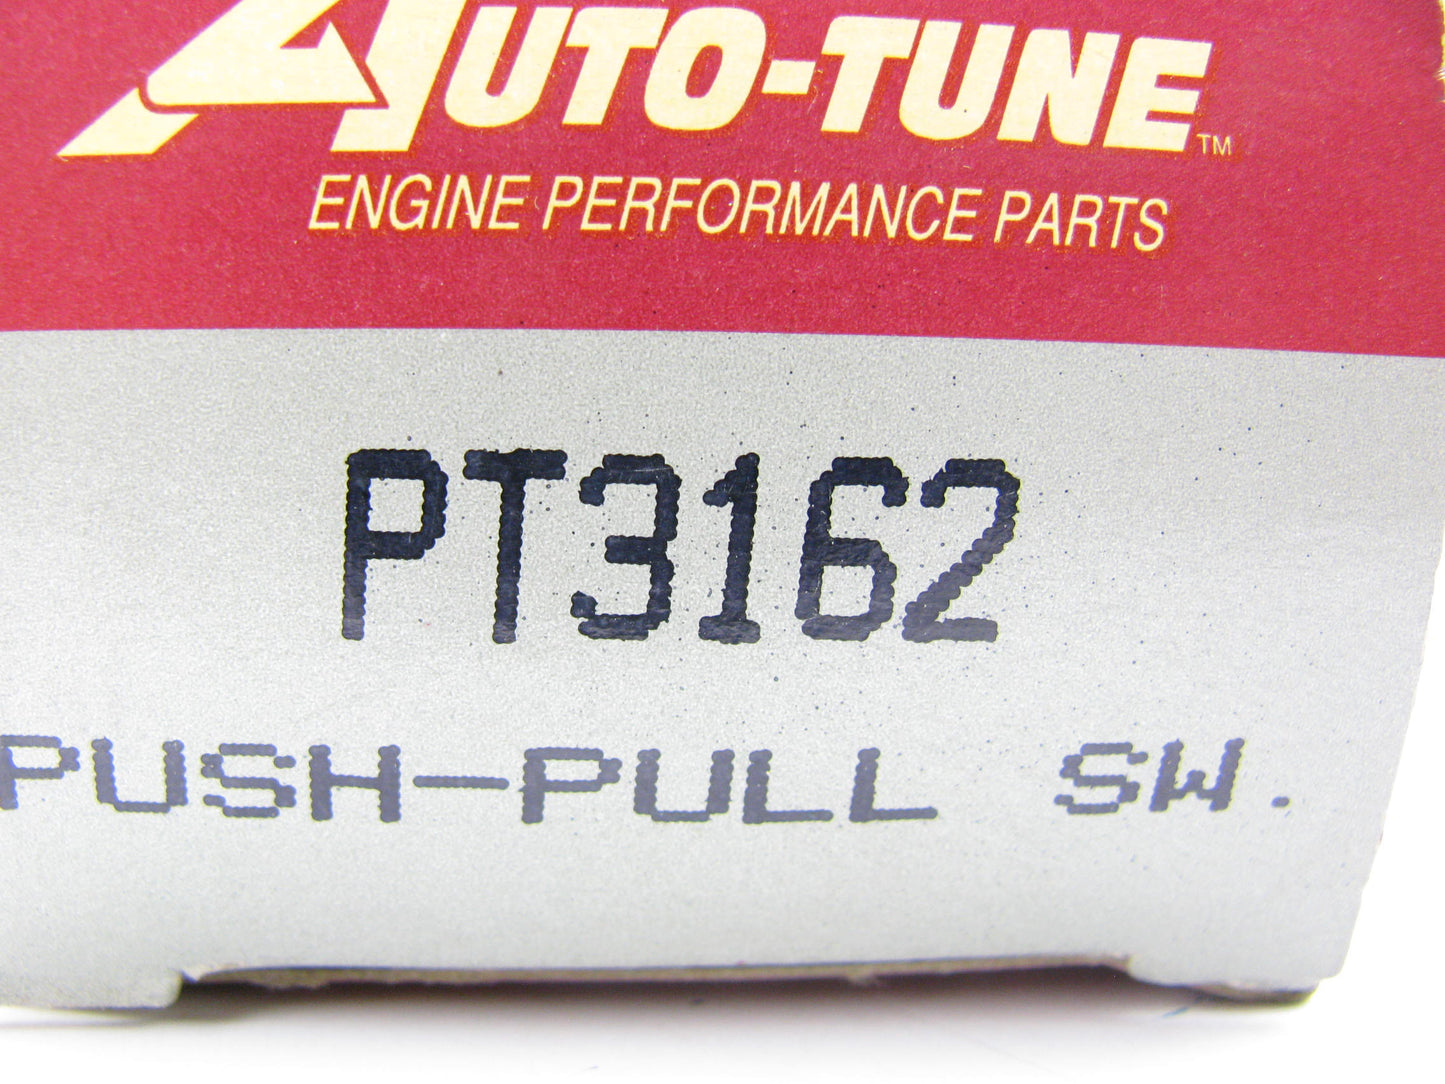 AUTO-TUNE™
ENGINE PERFORMANCE PARTS
PT3162
PUSH-PULL SW.